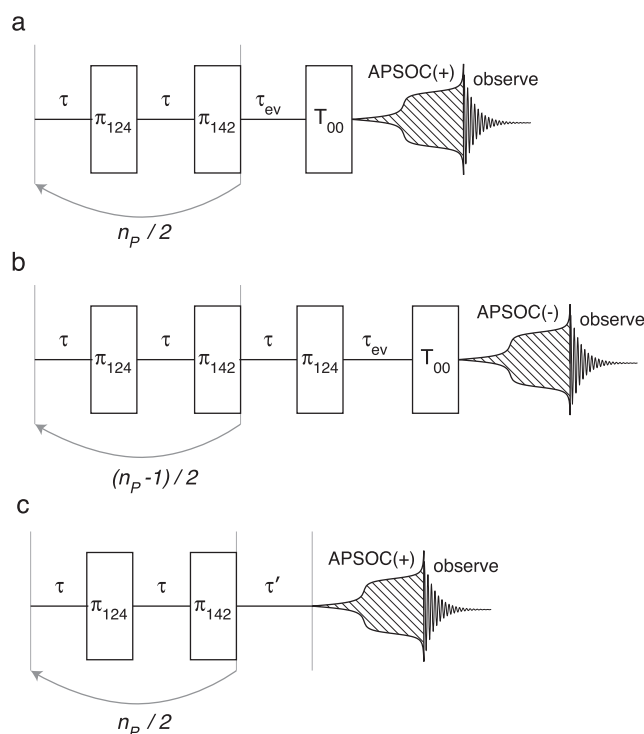 a
τ π124 τ π142 τev T00 APSOC(+) observe
nP / 2
b
τ π124 τ π142 τ π124 τev T00 APSOC(-) observe
(nP -1) / 2
c
τ π124 τ π142 τ′ APSOC(+) observe
nP / 2